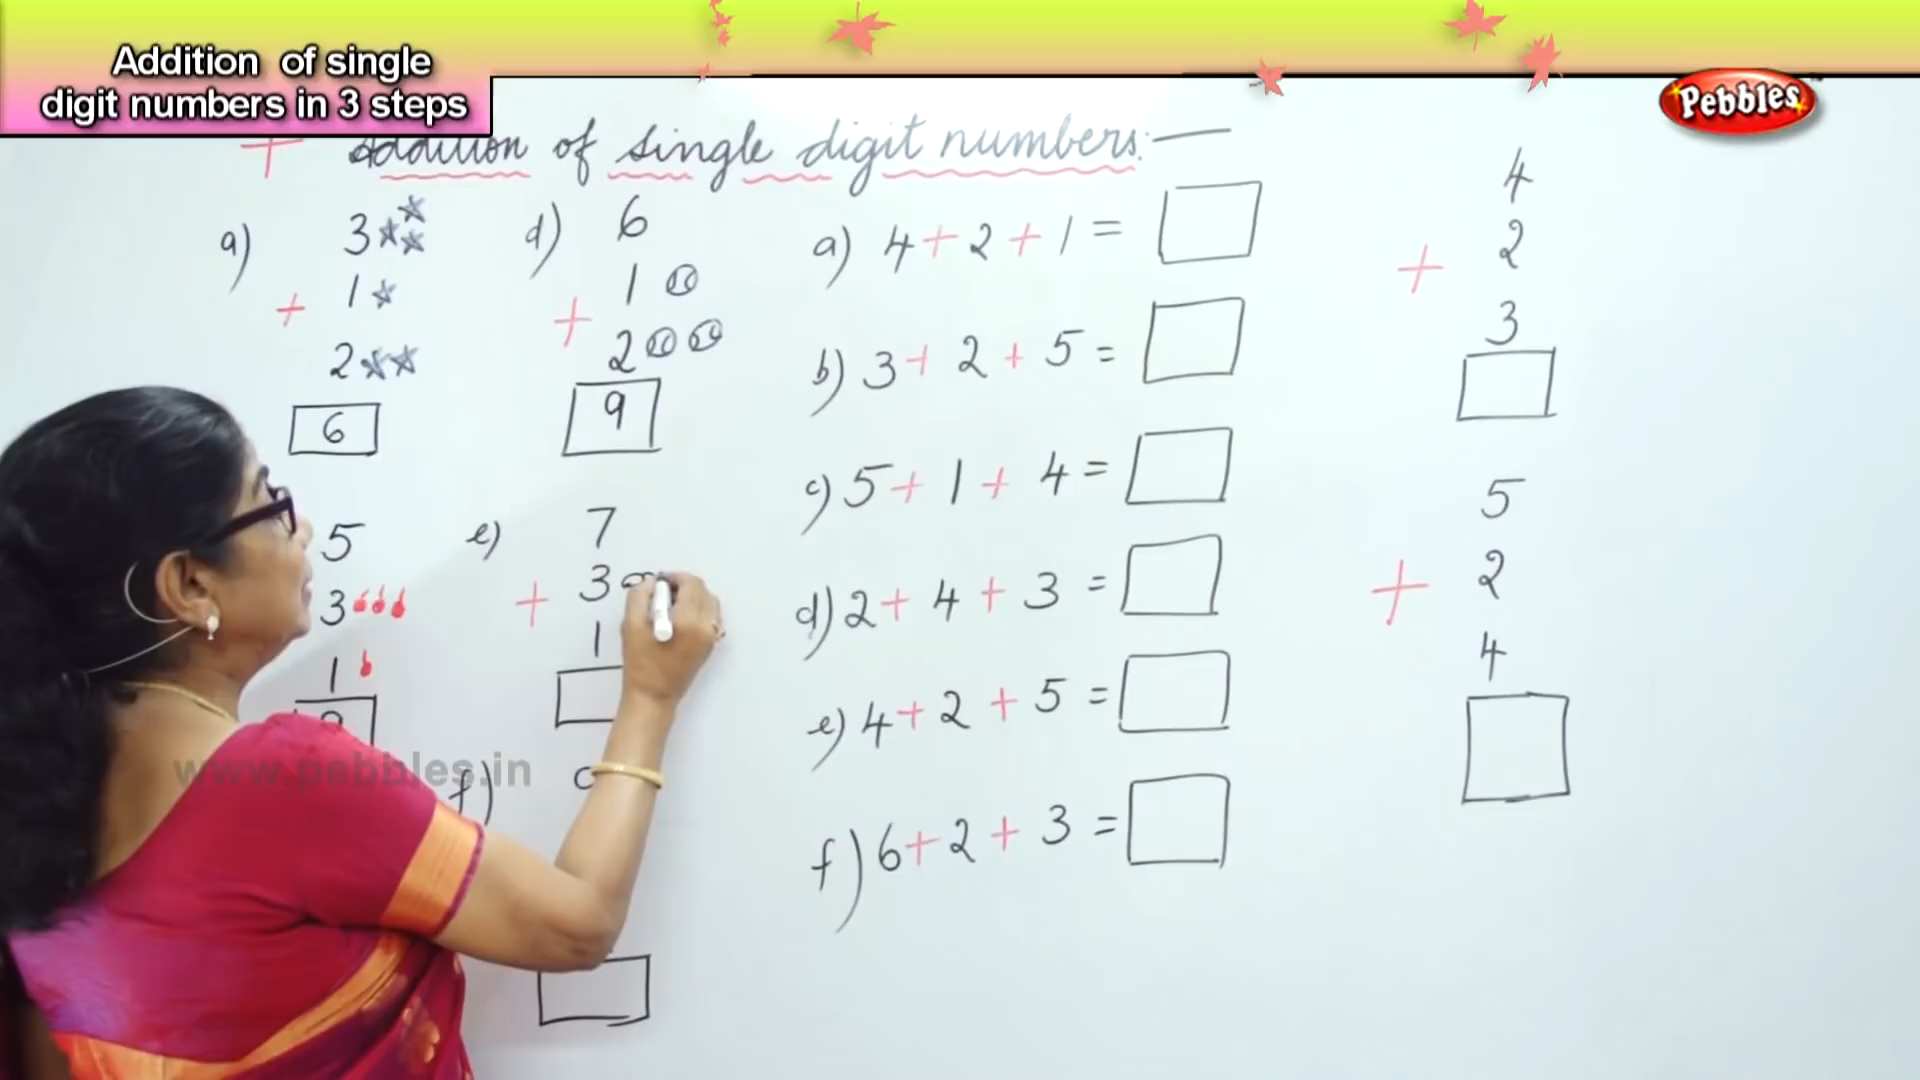 Addition of single
digit numbers in 3 steps
Pebbles
+ Addition of single digit numbers:—
a) 3
+ 1
2
6
5
3
1
d) 6
+ 1
2
9
e) 7
+ 3
1
f)
a) 4 + 2 + 1 =
b) 3 + 2 + 5 =
c) 5 + 1 + 4 =
d) 2 + 4 + 3 =
e) 4 + 2 + 5 =
f) 6 + 2 + 3 =
4
+ 2
3
5
+ 2
4
www.pebbles.in